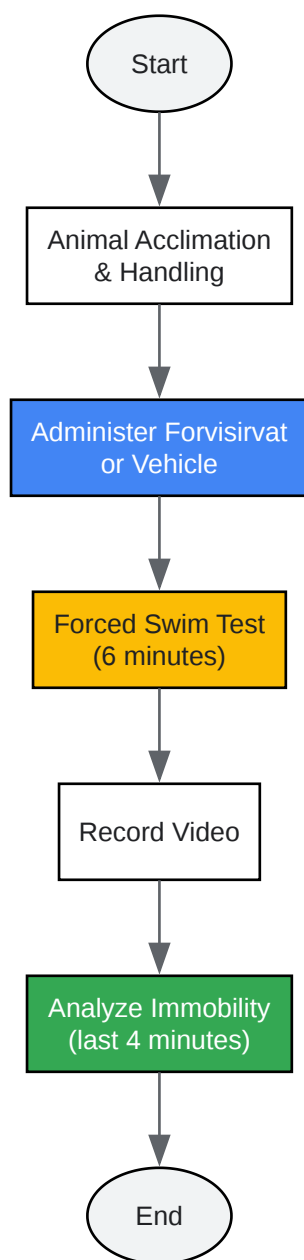 Start
Animal Acclimation
& Handling
Administer Forvisirvat
or Vehicle
Forced Swim Test
(6 minutes)
Record Video
Analyze Immobility
(last 4 minutes)
End